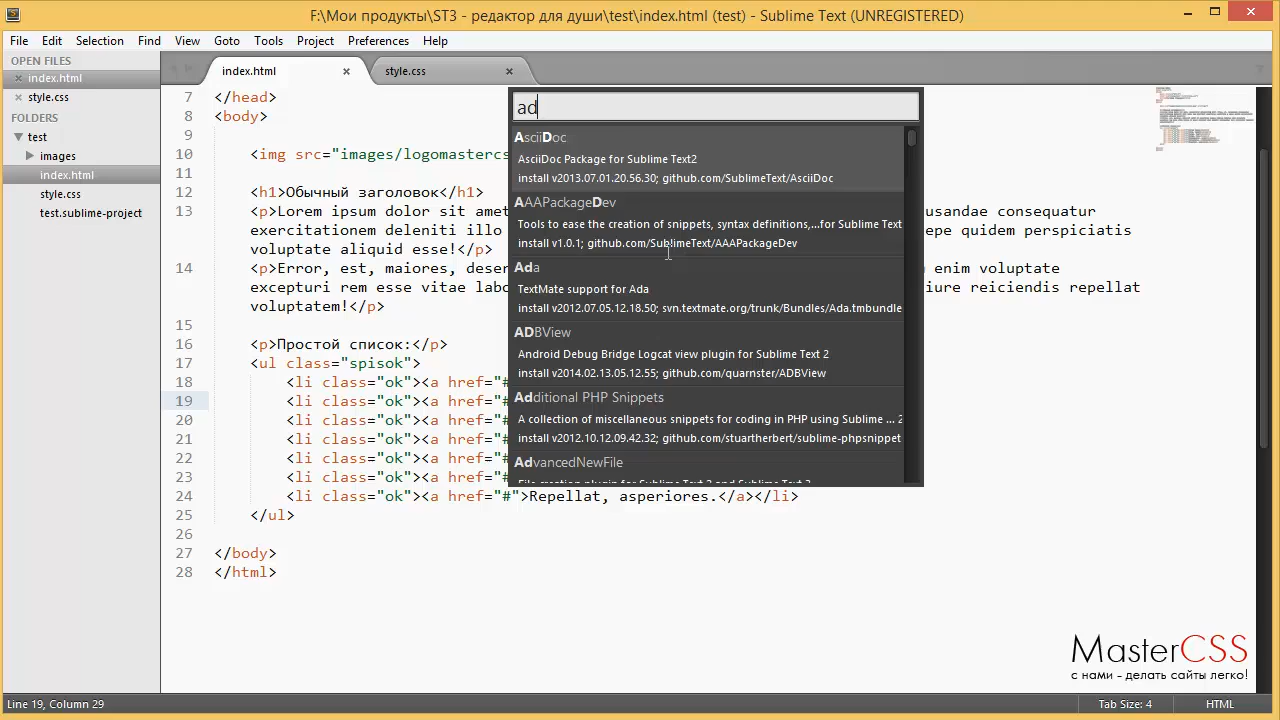 F:\Мои продукты\ST3 - редактор для души\test\index.html (test) - Sublime Text (UNREGISTERED)
File Edit Selection Find View Goto Tools Project Preferences Help
OPEN FILES
index.html
style.css
FOLDERS
test
images
index.html
style.css
test.sublime-project
index.html
style.css
7 </head>
8 <body>
9
10 <img src="images/logomastercs
11
12 <h1>Обычный заголовок</h1>
13 <p>Lorem ipsum dolor sit amet usandae consequatur
exercitationem deleniti illo epe quidem perspiciatis
voluptate aliquid esse!</p>
14 <p>Error, est, maiores, deser enim voluptate
excepturi rem esse vitae labo iure reiciendis repellat
voluptatem!</p>
15
16 <p>Простой список:</p>
17 <ul class="spisok">
18 <li class="ok"><a href="#
19 <li class="ok"><a href="#
20 <li class="ok"><a href="#
21 <li class="ok"><a href="#
22 <li class="ok"><a href="#
23 <li class="ok"><a href="#
24 <li class="ok"><a href="#">Repellat, asperiores.</a></li>
25 </ul>
26
27 </body>
28 </html>
ad
AsciiDoc
AsciiDoc Package for Sublime Text2
install v2013.07.01.20.56.30; github.com/SublimeText/AsciiDoc
AAAPackageDev
Tools to ease the creation of snippets, syntax definitions,...for Sublime Text
install v1.0.1; github.com/SublimeText/AAAPackageDev
Ada
TextMate support for Ada
install v2012.07.05.12.18.50; svn.textmate.org/trunk/Bundles/Ada.tmbundle
ADBView
Android Debug Bridge Logcat view plugin for Sublime Text 2
install v2014.02.13.05.12.55; github.com/quarnster/ADBView
Additional PHP Snippets
A collection of miscellaneous snippets for coding in PHP using Sublime ... 2
install v2012.10.12.09.42.32; github.com/stuartherbert/sublime-phpsnippet
AdvancedNewFile
File creation plugin for Sublime Text 2 and Sublime Text 3
MasterCSS
с нами - делать сайты легко!
Line 19, Column 29
Tab Size: 4
HTML